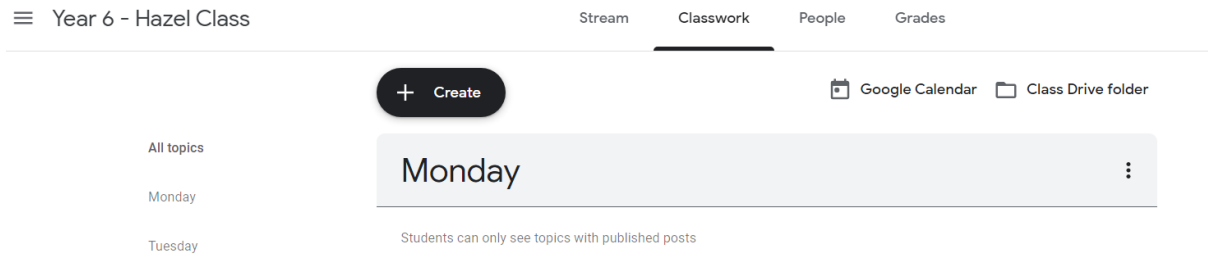 Year 6 - Hazel Class Stream Classwork People Grades
Create Google Calendar Class Drive folder
All topics
Monday
Monday
Tuesday
Students can only see topics with published posts